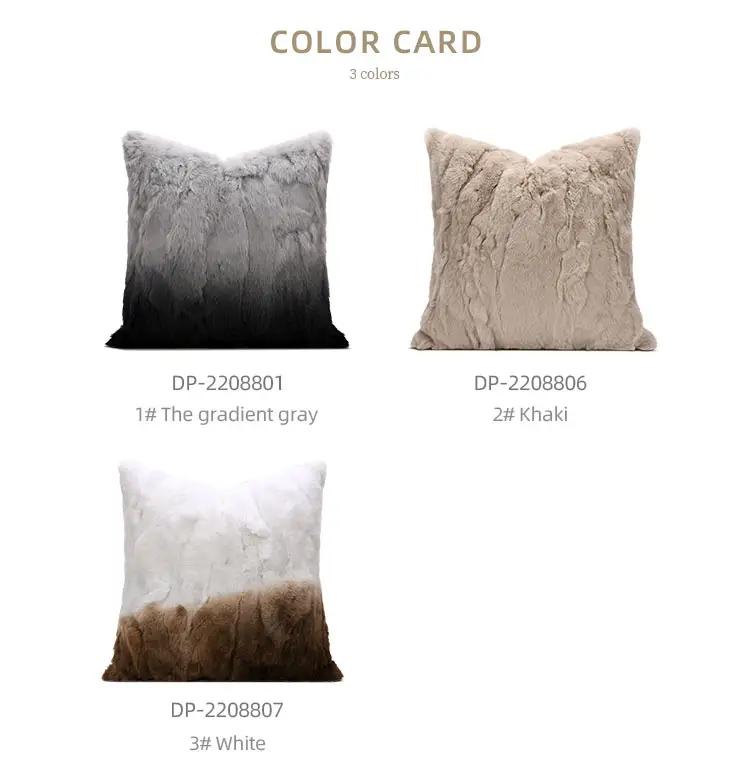 COLOR CARD
3 colors
DP-2208801
1# The gradient gray
DP-2208806
2# Khaki
DP-2208807
3# White